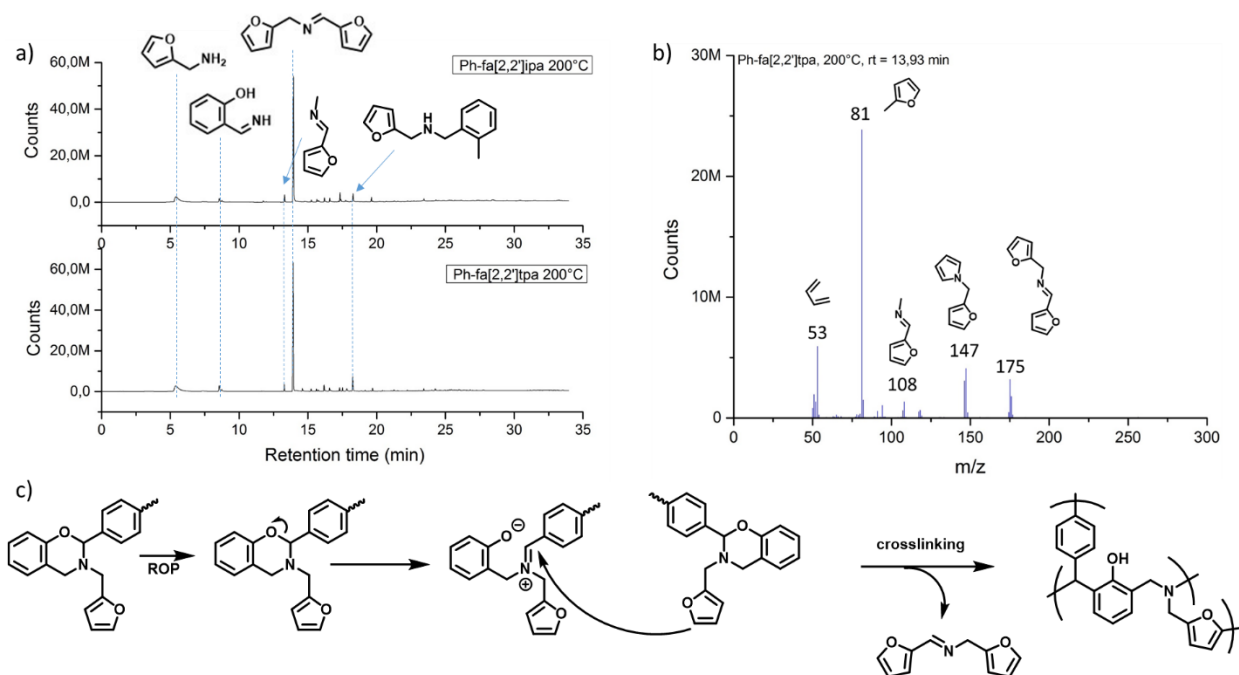 a)
60,0M
40,0M
20,0M
0,0
Counts
O
NH₂
OH
NH
O
N
O
N
O
O
N
H
Ph-fa[2,2']ipa 200°C
0 5 10 15 20 25 30 35
60,0M
40,0M
20,0M
0,0M
Counts
Ph-fa[2,2']tpa 200°C
0 5 10 15 20 25 30 35
Retention time (min)
b)
30M
20M
10M
0
Counts
Ph-fa[2,2']tpa, 200°C, rt = 13,93 min
81
O
53
N
O
108
N
O
147
O
N
O
175
0 50 100 150 200 250 300
m/z
c)
O
N
O
ROP
O
N
O
O ⊖
N
⊕
O
O
N
O
crosslinking
O
N
O
OH
N
O